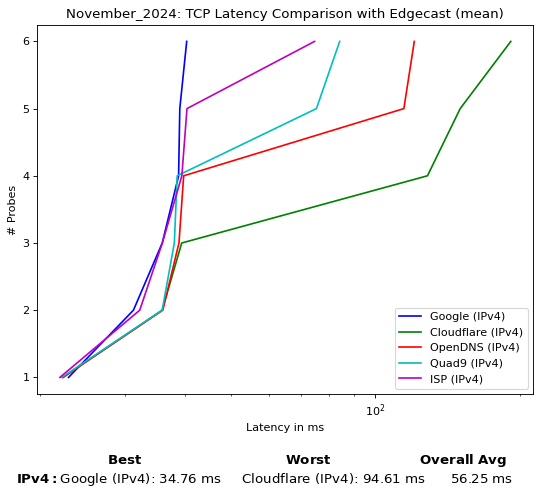 November_2024: TCP Latency Comparison with Edgecast (mean)
6
5
4
3
2
1
# Probes
10^2
Latency in ms
Google (IPv4)
Cloudflare (IPv4)
OpenDNS (IPv4)
Quad9 (IPv4)
ISP (IPv4)
Best Worst Overall Avg
IPv4: Google (IPv4): 34.76 ms Cloudflare (IPv4): 94.61 ms 56.25 ms